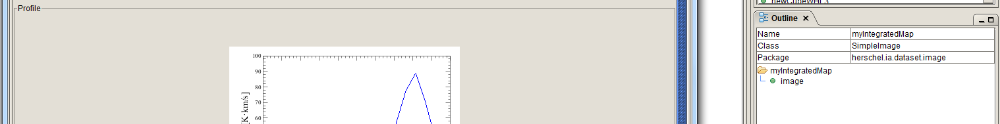 Profile
100
90
80
70
60
[K·km/s]
newCubeWHL3
Outline
Name myIntegratedMap
Class SimpleImage
Package herschel.ia.dataset.image
myIntegratedMap
image